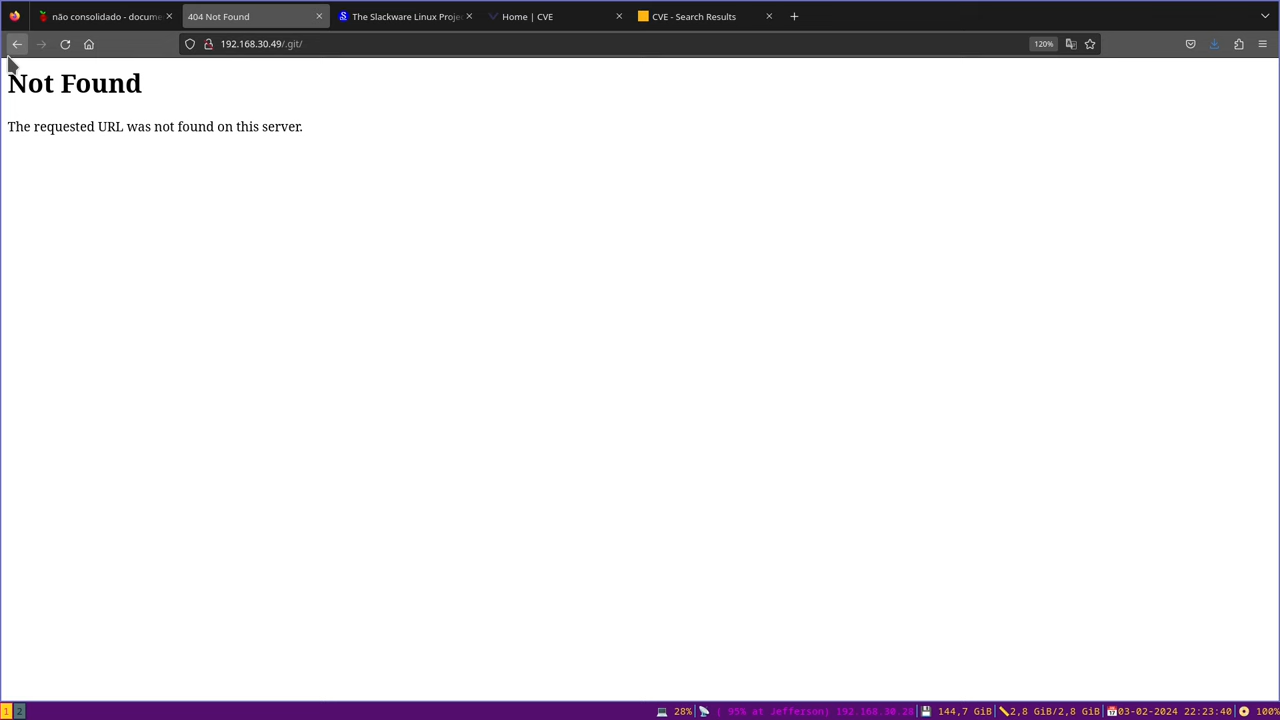 não consolidado - docume
404 Not Found
The Slackware Linux Proje
Home | CVE
CVE - Search Results
192.168.30.49/.git/
120%
Not Found
The requested URL was not found on this server.
1 2
28%| ( 95% at Jefferson) 192.168.30.28| 144,7 GiB| 2,8 GiB/2,8 GiB| 03-02-2024 22:23:40| 100%